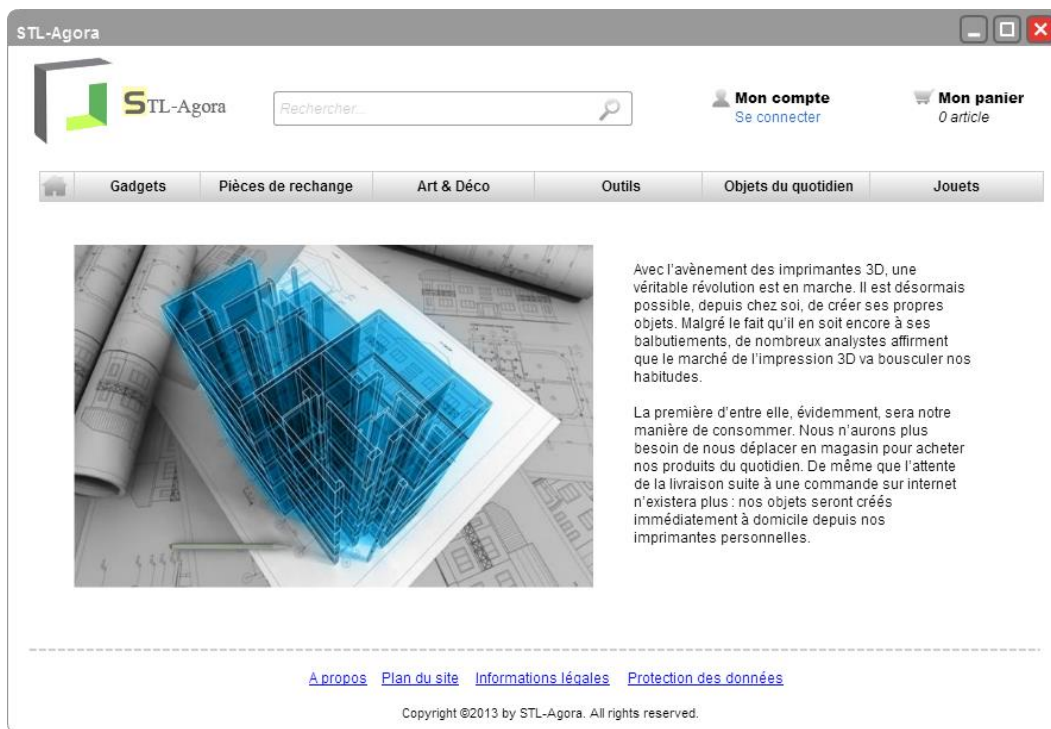 STL-Agora
STL-Agora
Rechercher...
Mon compte
Se connecter
Mon panier
0 article
Gadgets
Pièces de rechange
Art & Déco
Outils
Objets du quotidien
Jouets
Avec l'avènement des imprimantes 3D, une
véritable révolution est en marche. Il est désormais
possible, depuis chez soi, de créer ses propres
objets. Malgré le fait qu'il en soit encore à ses
balbutiements, de nombreux analystes affirment
que le marché de l'impression 3D va bousculer nos
habitudes.
La première d'entre elle, évidemment, sera notre
manière de consommer. Nous n'aurons plus
besoin de nous déplacer en magasin pour acheter
nos produits du quotidien. De même que l'attente
de la livraison suite à une commande sur internet
n'existera plus : nos objets seront créés
immédiatement à domicile depuis nos
imprimantes personnelles.
A propos
Plan du site
Informations légales
Protection des données
Copyright ©2013 by STL-Agora. All rights reserved.